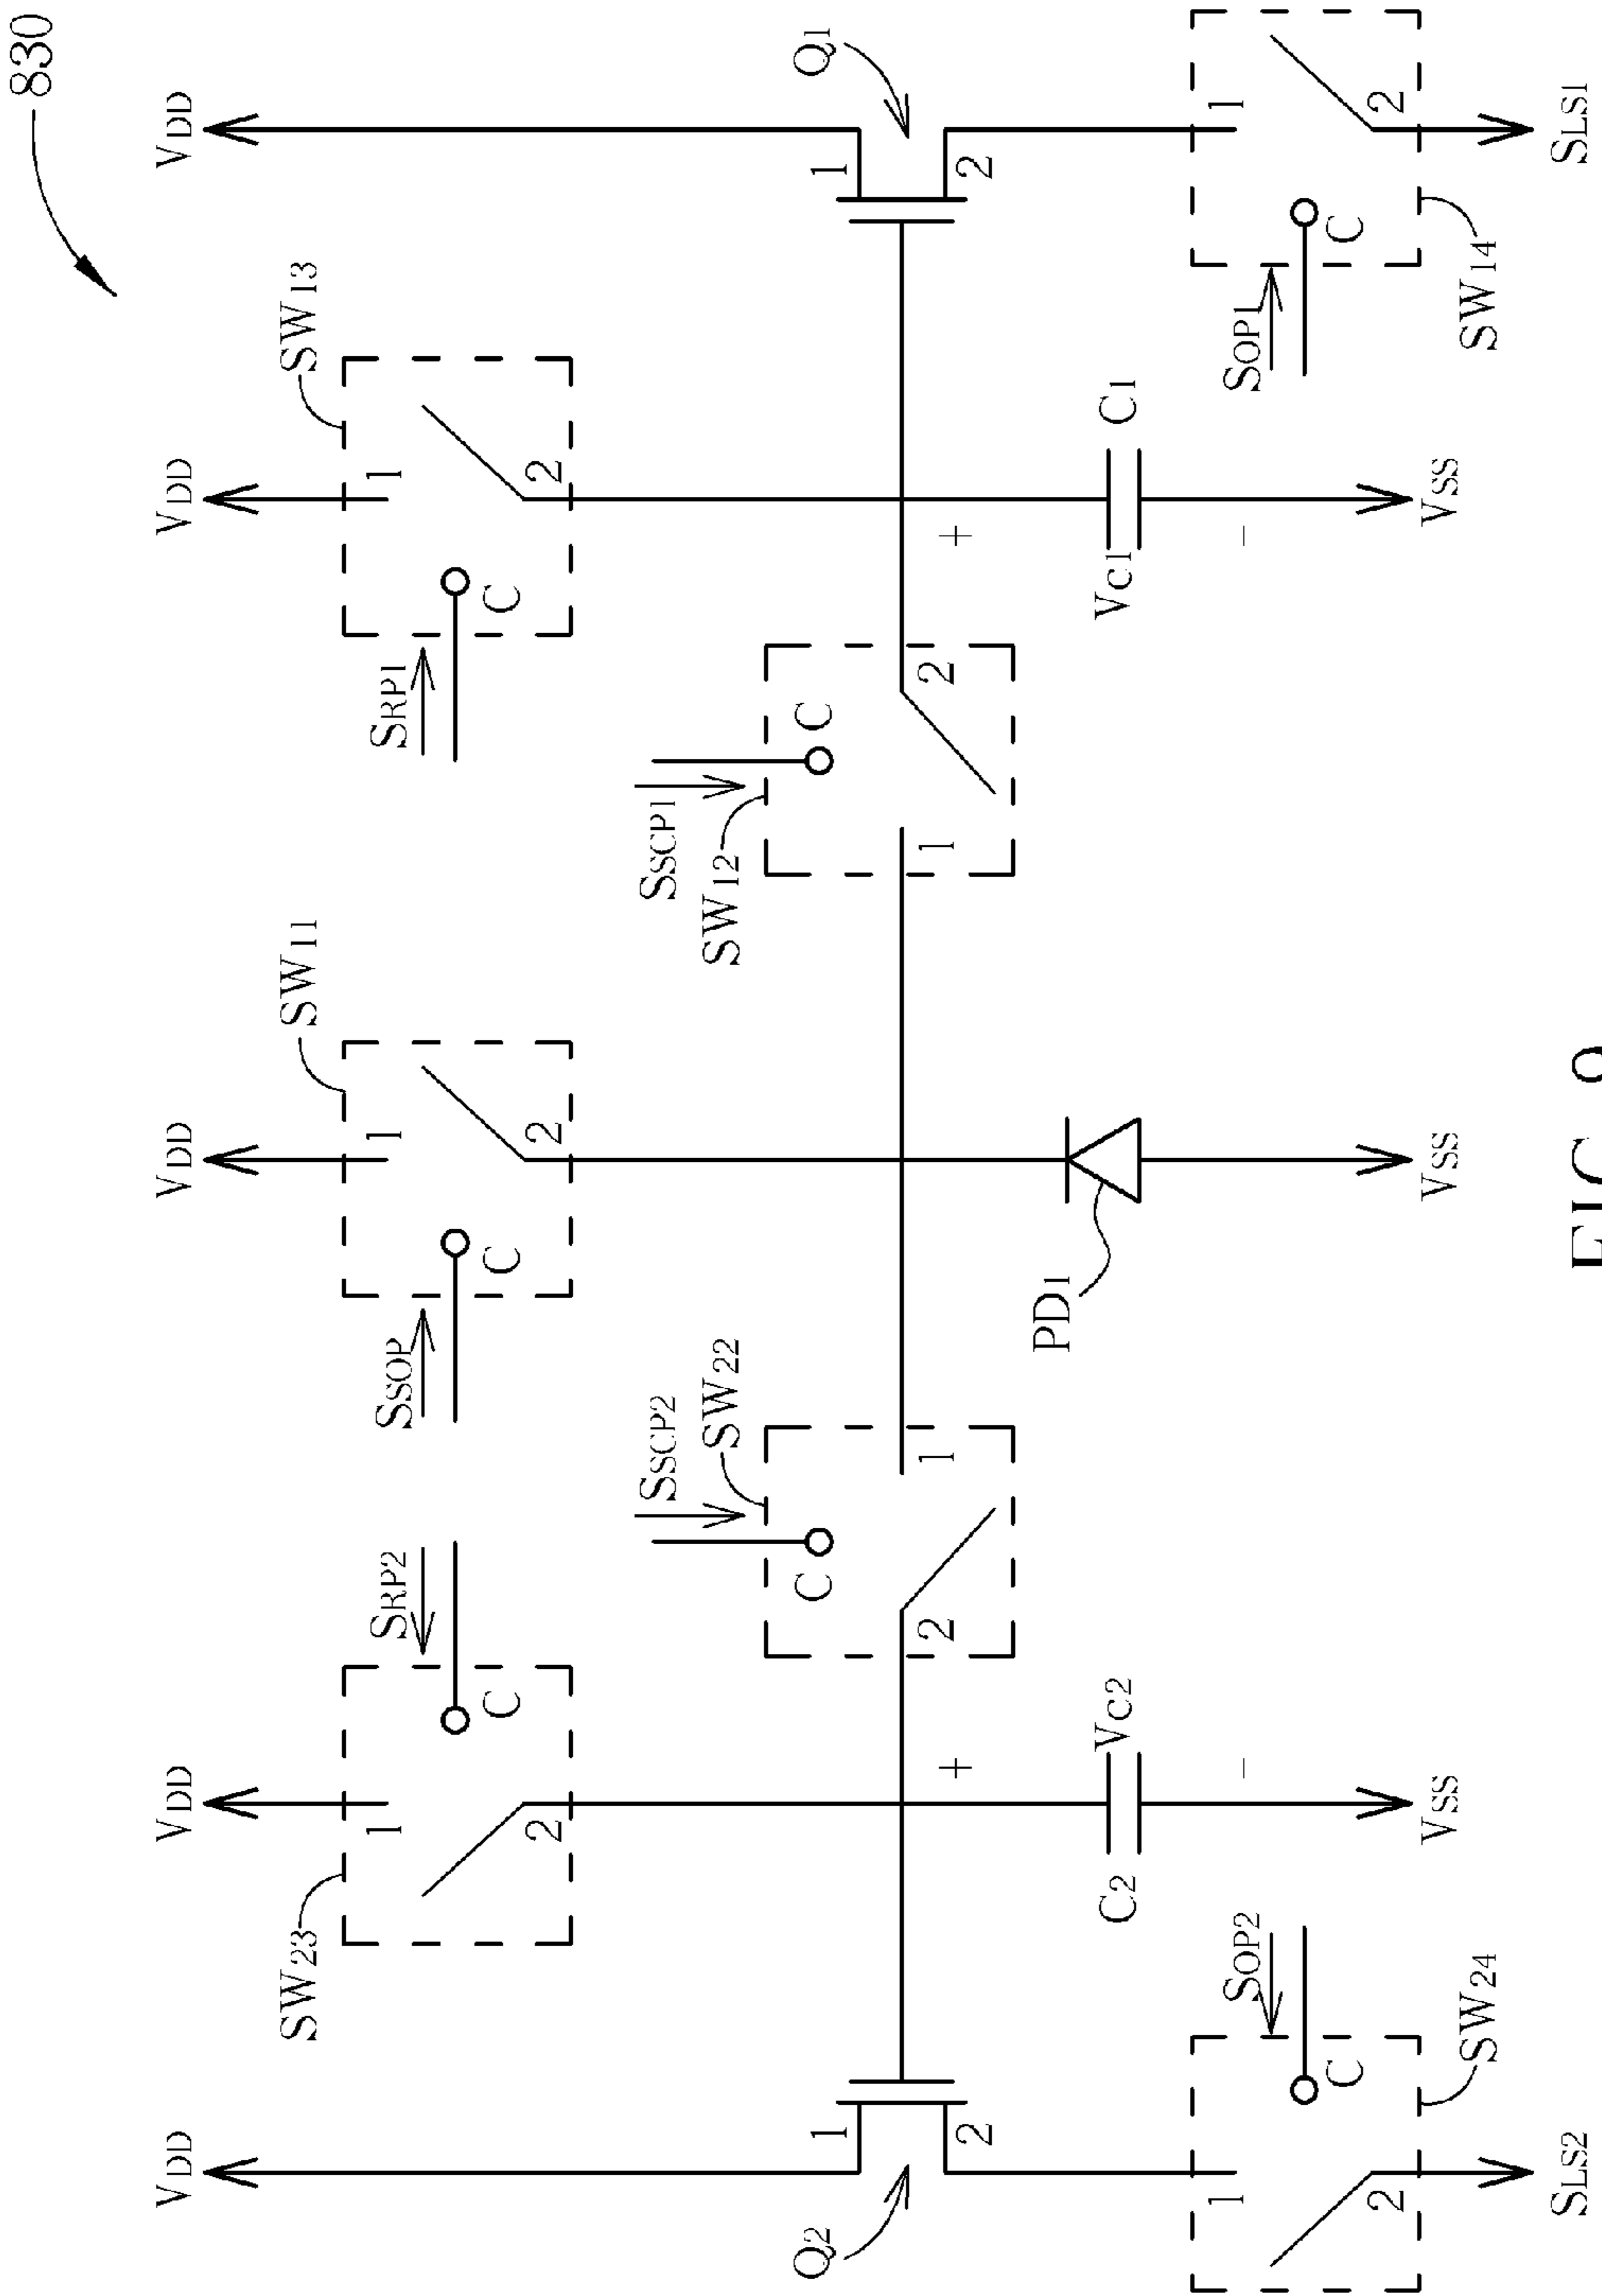 830
VDD VDD VDD VDD VDD
SW23 SW11 SW13
1 1 1
SRP2 SSOP SRP1
C C C
2 2 2
SSCP2 SSCP1
SW22 SW12
Q2 C C Q1
1 1
2 1 1 2
2 2
+ +
PD1
C2 Vc2 Vc1 C1
1 1
− −
SOP2 SOP1
C C
2 2
VSS VSS VSS
SW24 SW14
SLS2 SLS1